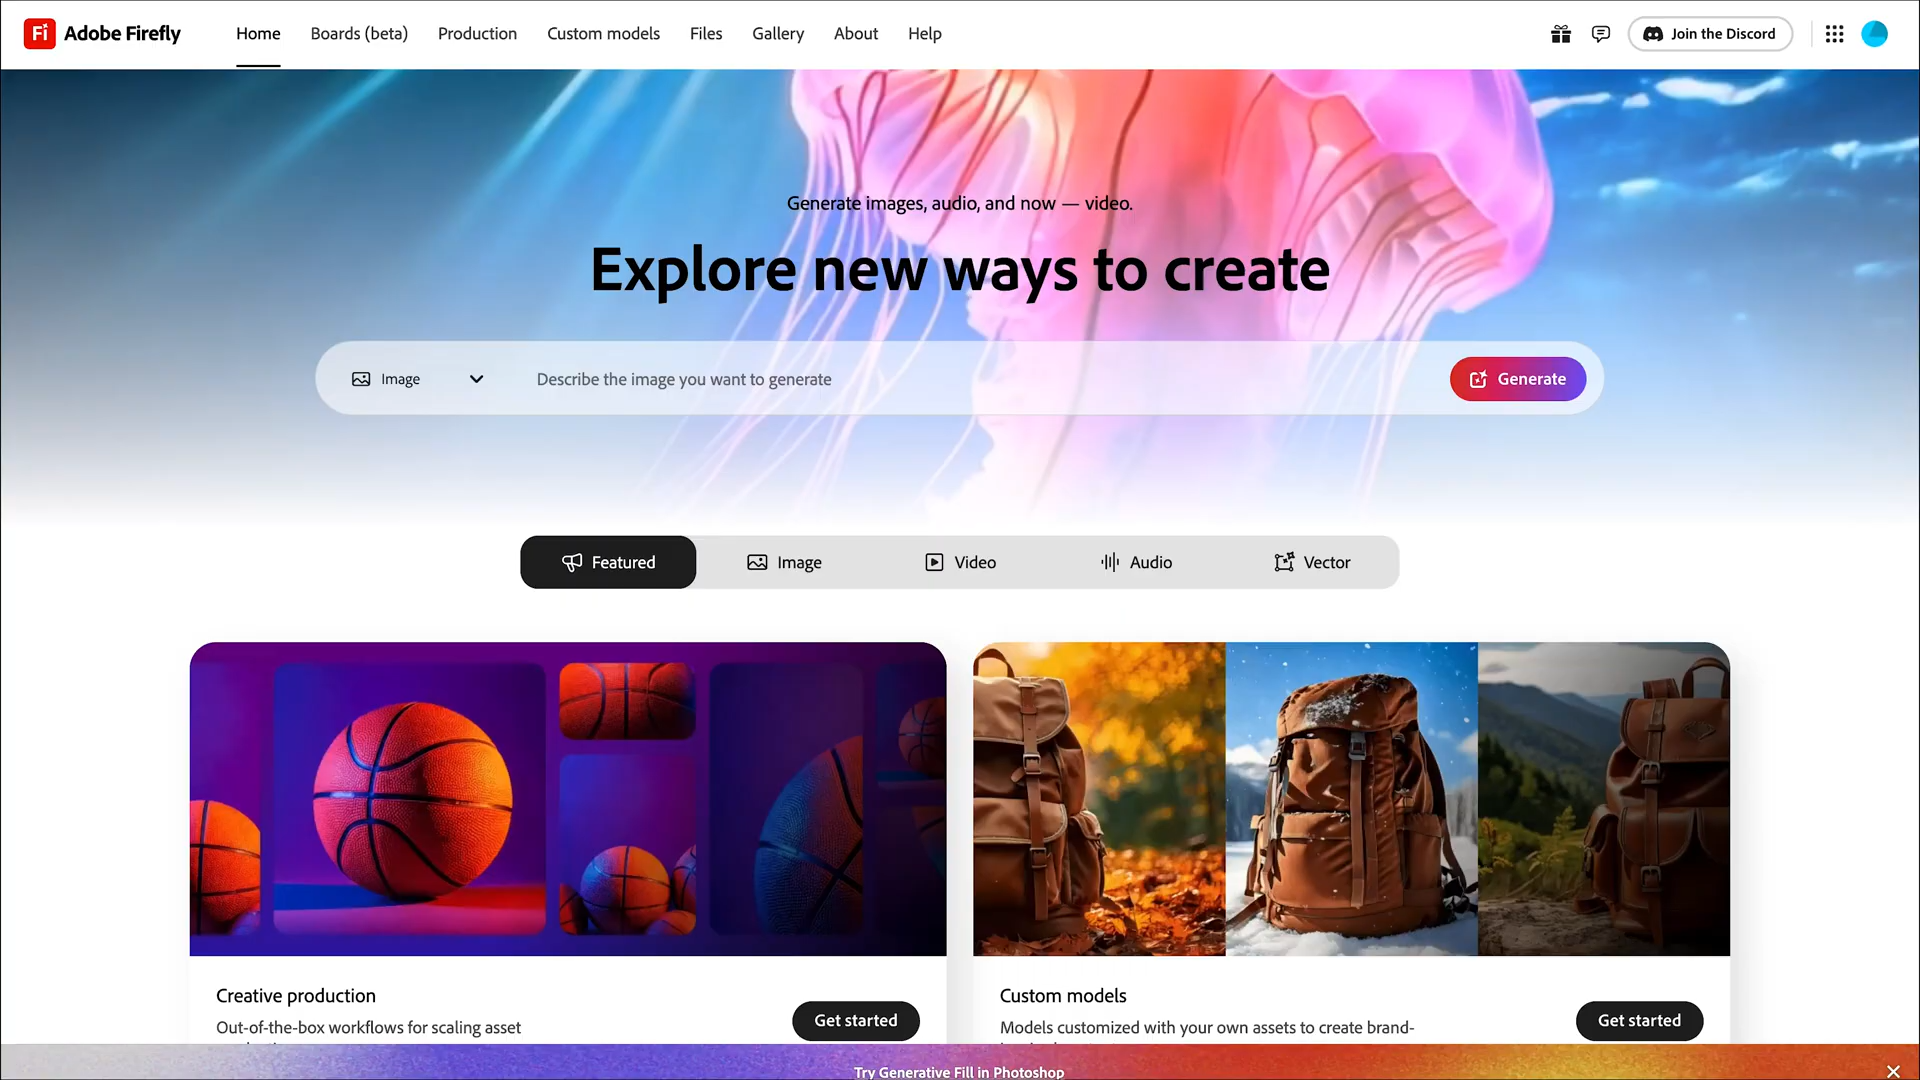 Fi Adobe Firefly Home Boards (beta) Production Custom models Files Gallery About Help Join the Discord
Generate images, audio, and now — video.
Explore new ways to create
Image Describe the image you want to generate Generate
Featured Image Video Audio Vector
Creative production
Out-of-the-box workflows for scaling asset
Get started
Custom models
Models customized with your own assets to create brand-
Get started
Try Generative Fill in Photoshop